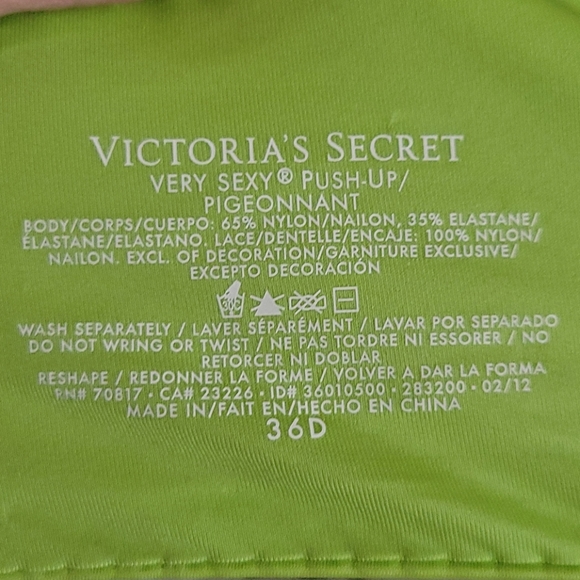 VICTORIA'S SECRET
VERY SEXY® PUSH-UP/
PIGEONNANT
BODY/CORPS/CUERPO: 65% NYLON/NAILON, 35% ELASTANE/
ÉLASTANE/ELASTANO. LACE/DENTELLE/ENCAJE: 100% NYLON/
NAILON. EXCL. OF DECORATION/GARNITURE EXCLUSIVE/
EXCEPTO DECORACIÓN
WASH SEPARATELY / LAVER SÉPARÉMENT / LAVAR POR SEPARADO
DO NOT WRING OR TWIST / NE PAS TORDRE NI ESSORER / NO
RETORCER NI DOBLAR
RESHAPE / REDONNER LA FORME / VOLVER A DAR LA FORMA
RN# 70817 · CA# 23226 · ID# 36010500 · 283200 · 02/12
MADE IN/FAIT EN/HECHO EN CHINA
36D